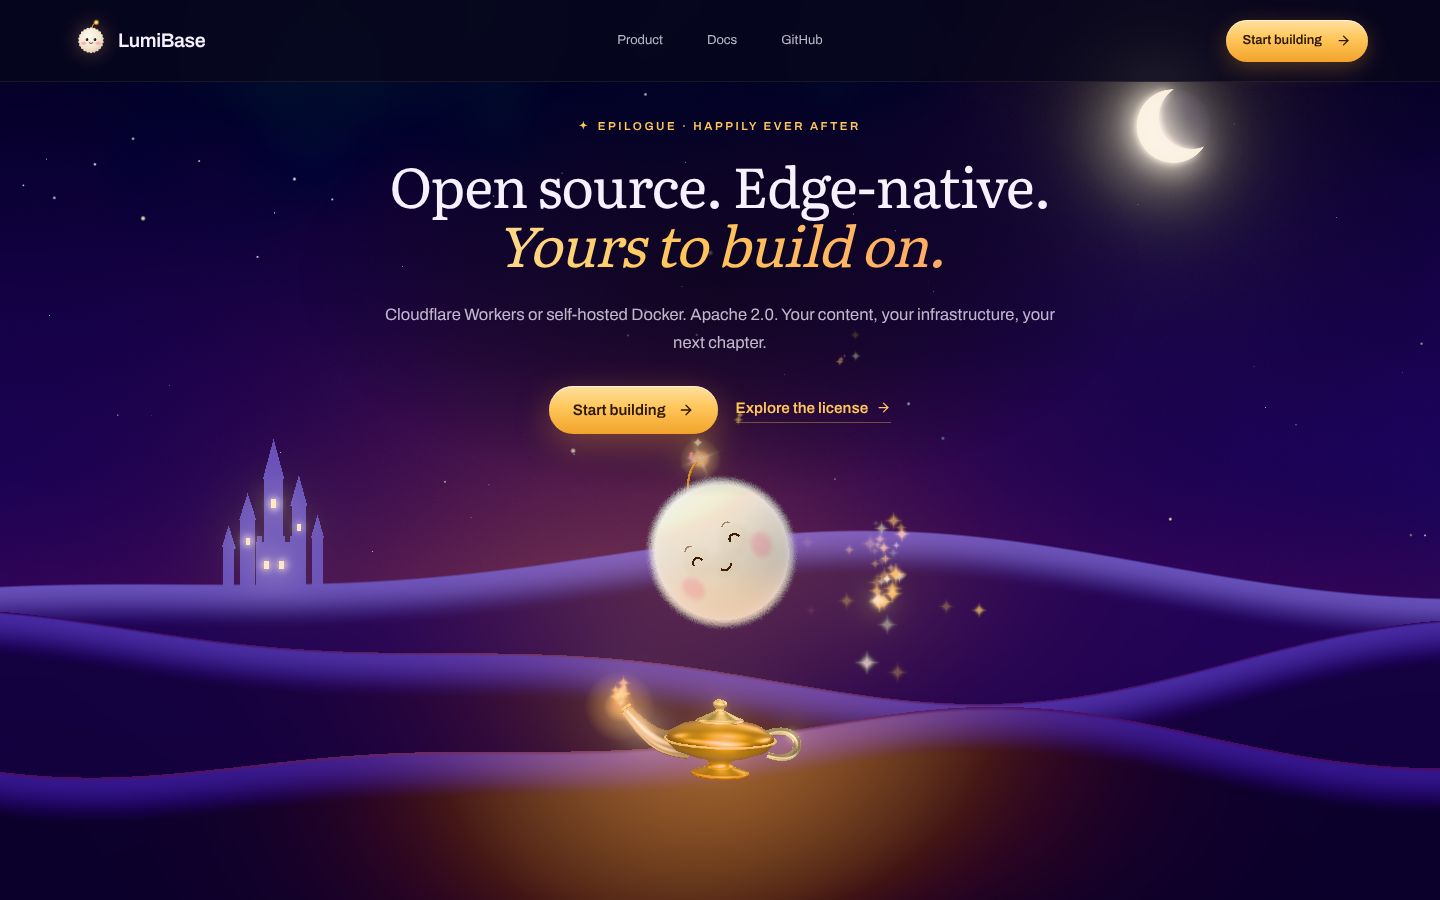 LumiBase
Product
Docs
GitHub
Start building →
✦ EPILOGUE · HAPPILY EVER AFTER
Open source. Edge-native.
Yours to build on.
Cloudflare Workers or self-hosted Docker. Apache 2.0. Your content, your infrastructure, your
next chapter.
Start building →
Explore the license →